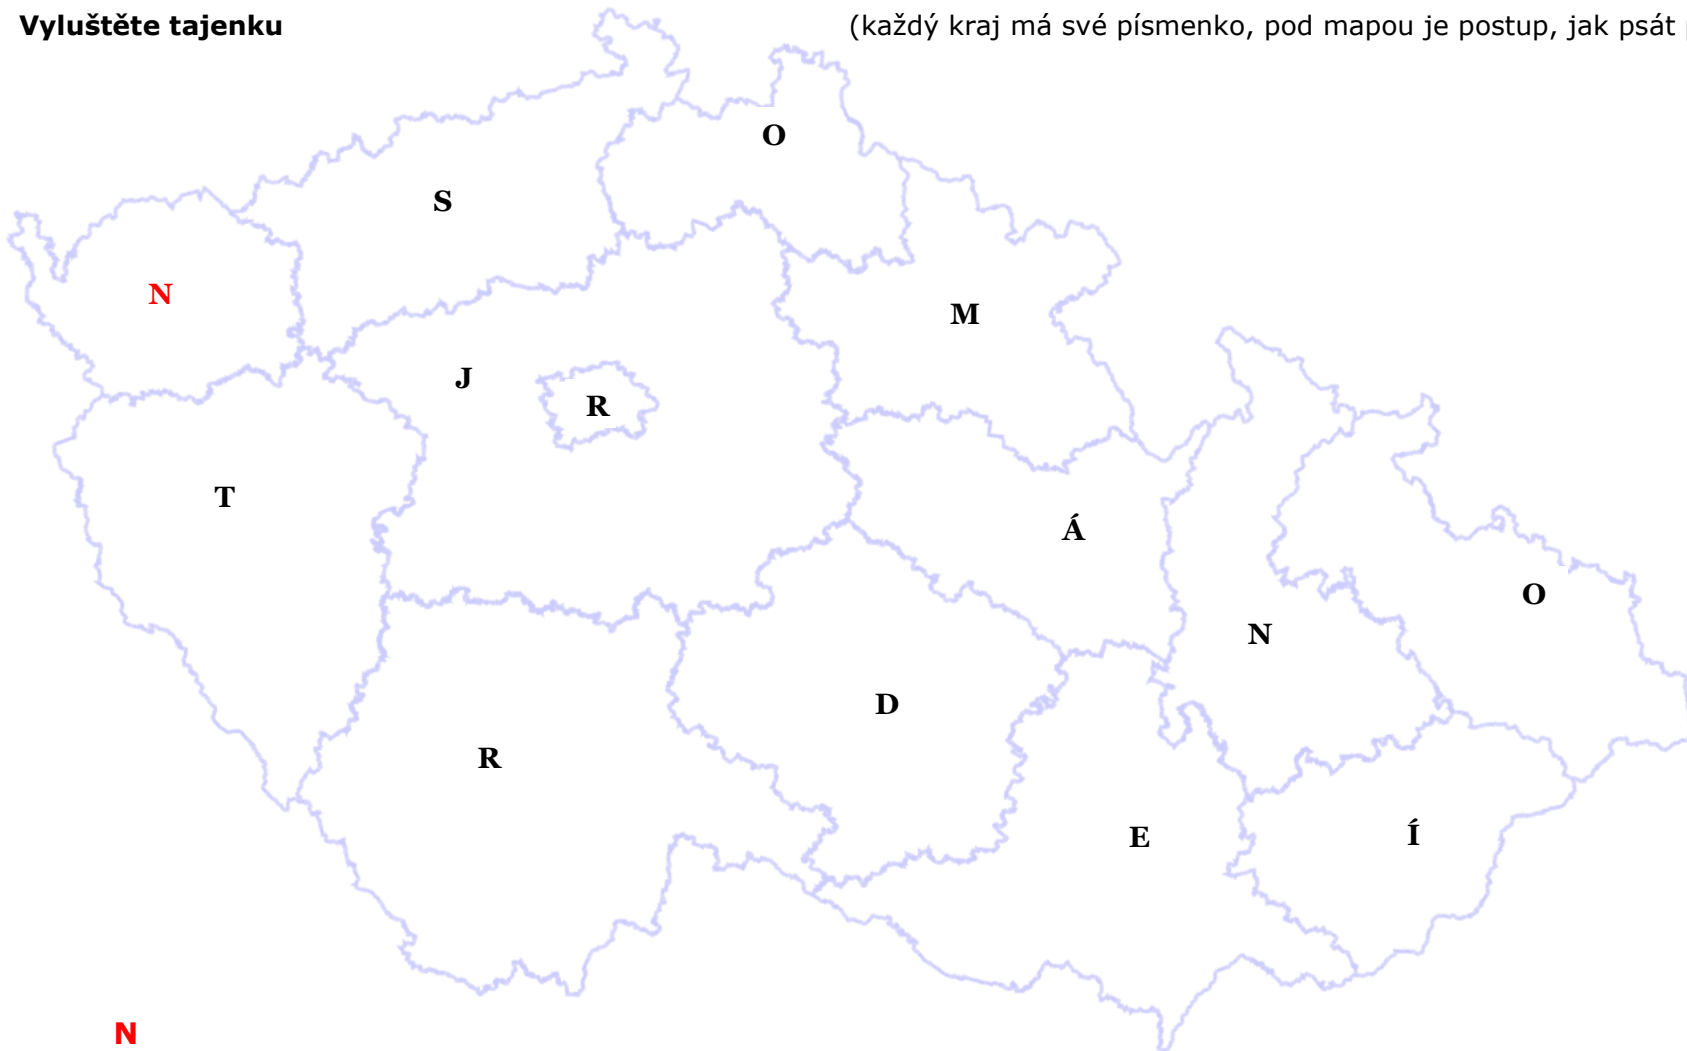 Vyluštěte tajenku (každý kraj má své písmenko, pod mapou je postup, jak psát
O
S
N
M
J
R
T
Á
O
N
D
R
E
Í
N